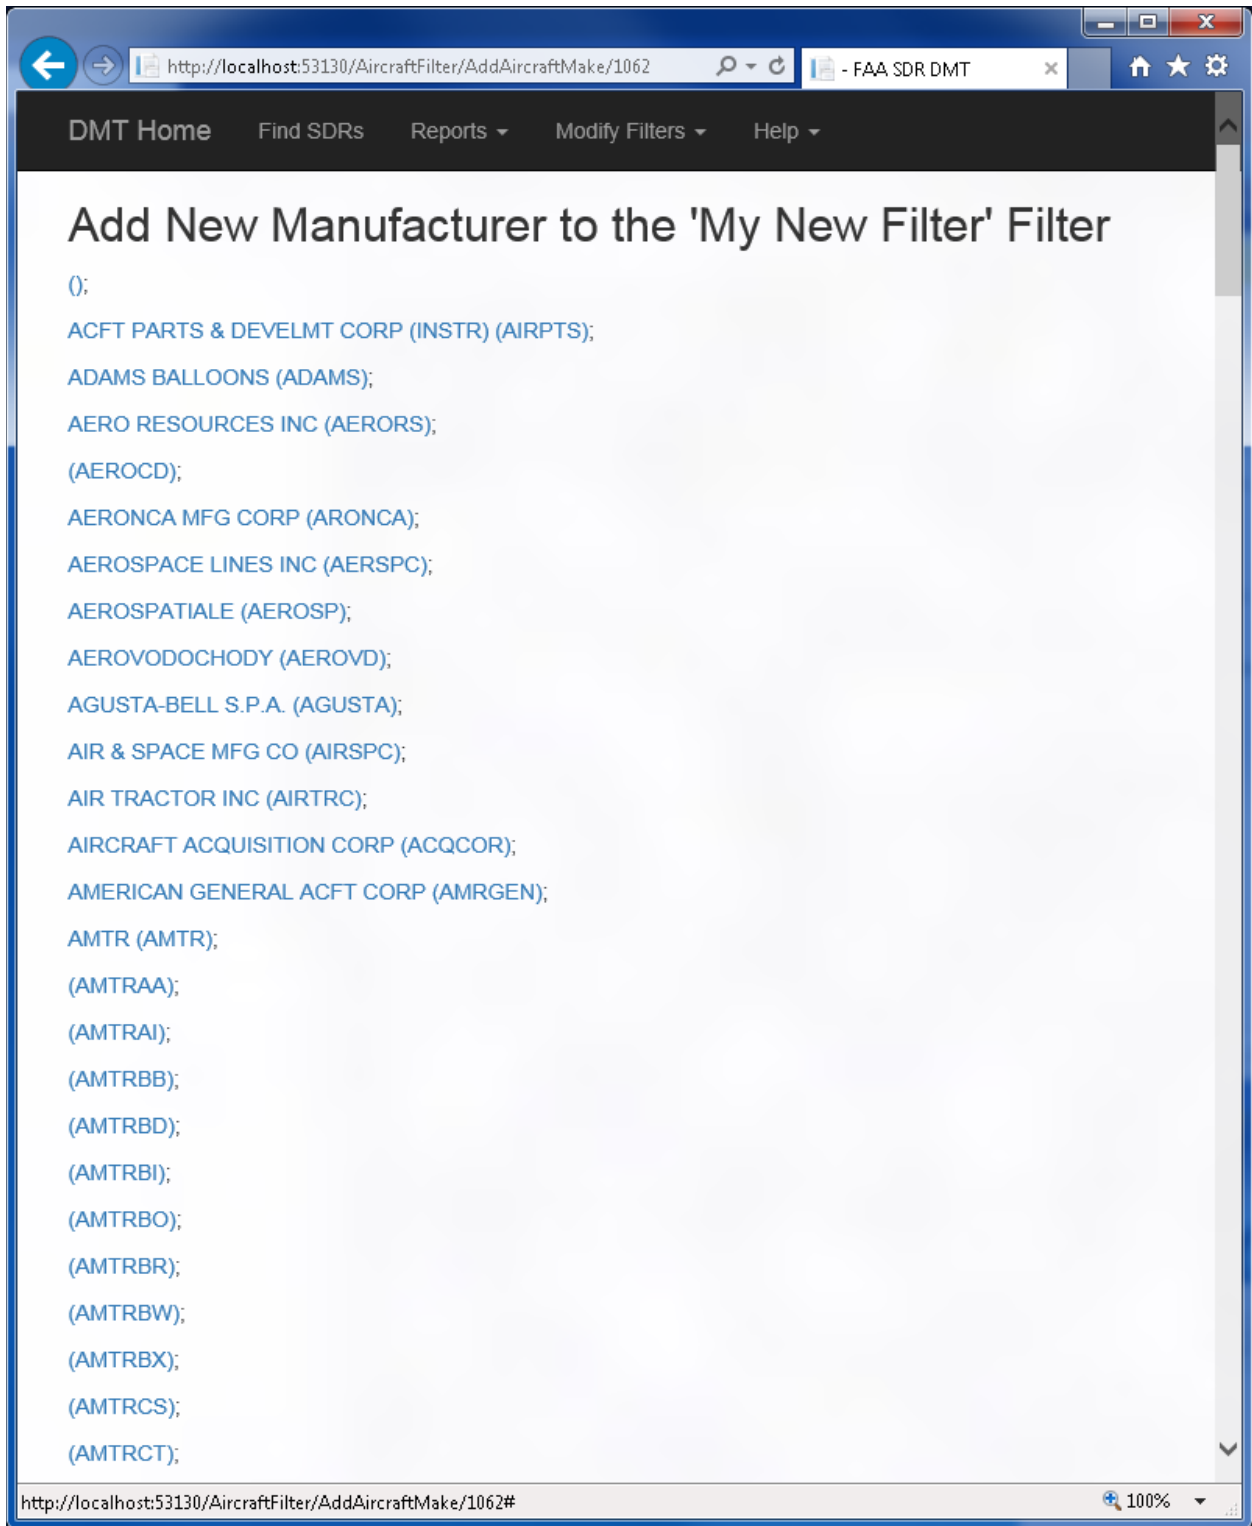 http://localhost:53130/AircraftFilter/AddAircraftMake/1062
- FAA SDR DMT
DMT Home Find SDRs Reports Modify Filters Help
Add New Manufacturer to the 'My New Filter' Filter
();
ACFT PARTS & DEVELMT CORP (INSTR) (AIRPTS);
ADAMS BALLOONS (ADAMS);
AERO RESOURCES INC (AERORS);
(AEROCD);
AERONCA MFG CORP (ARONCA);
AEROSPACE LINES INC (AERSPC);
AEROSPATIALE (AEROSP);
AEROVODOCHODY (AEROVD);
AGUSTA-BELL S.P.A. (AGUSTA);
AIR & SPACE MFG CO (AIRSPC);
AIR TRACTOR INC (AIRTRC);
AIRCRAFT ACQUISITION CORP (ACQCOR);
AMERICAN GENERAL ACFT CORP (AMRGEN);
AMTR (AMTR);
(AMTRAA);
(AMTRAI);
(AMTRBB);
(AMTRBD);
(AMTRBI);
(AMTRBO);
(AMTRBR);
(AMTRBW);
(AMTRBX);
(AMTRCS);
(AMTRCT);
http://localhost:53130/AircraftFilter/AddAircraftMake/1062#
100%